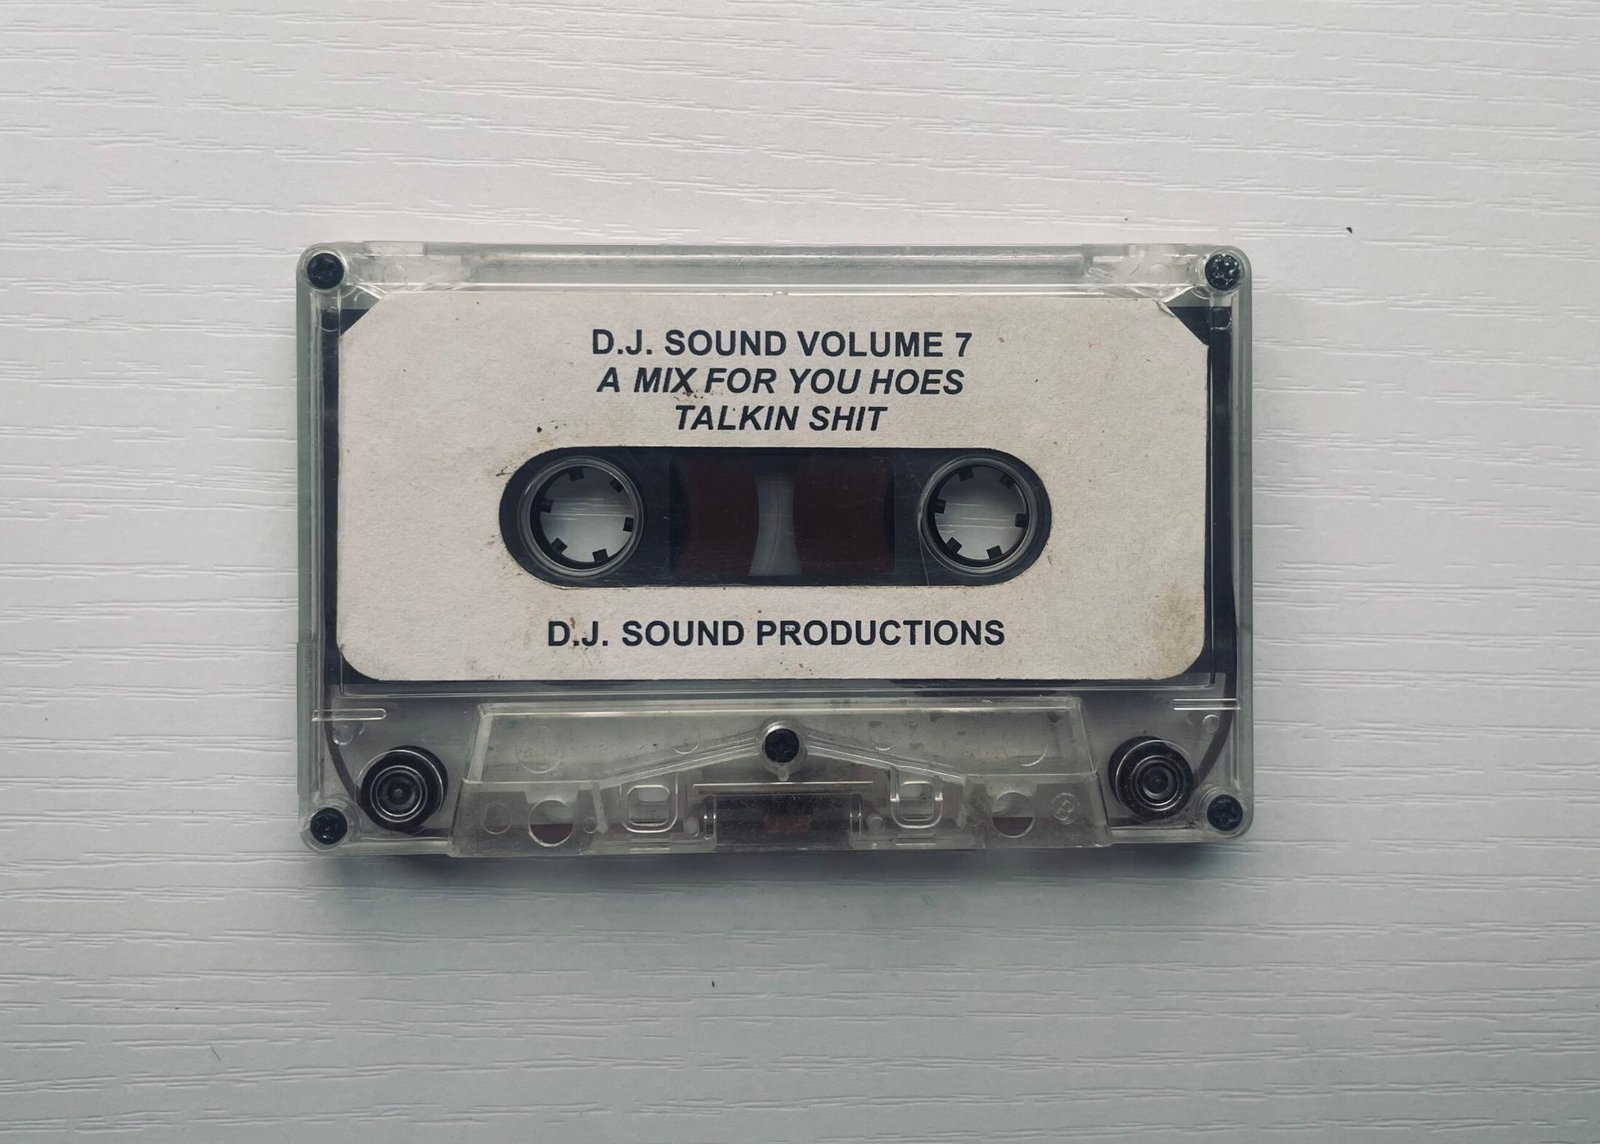 D.J. SOUND VOLUME 7
A MIX FOR YOU HOES
TALKIN SHIT
D.J. SOUND PRODUCTIONS